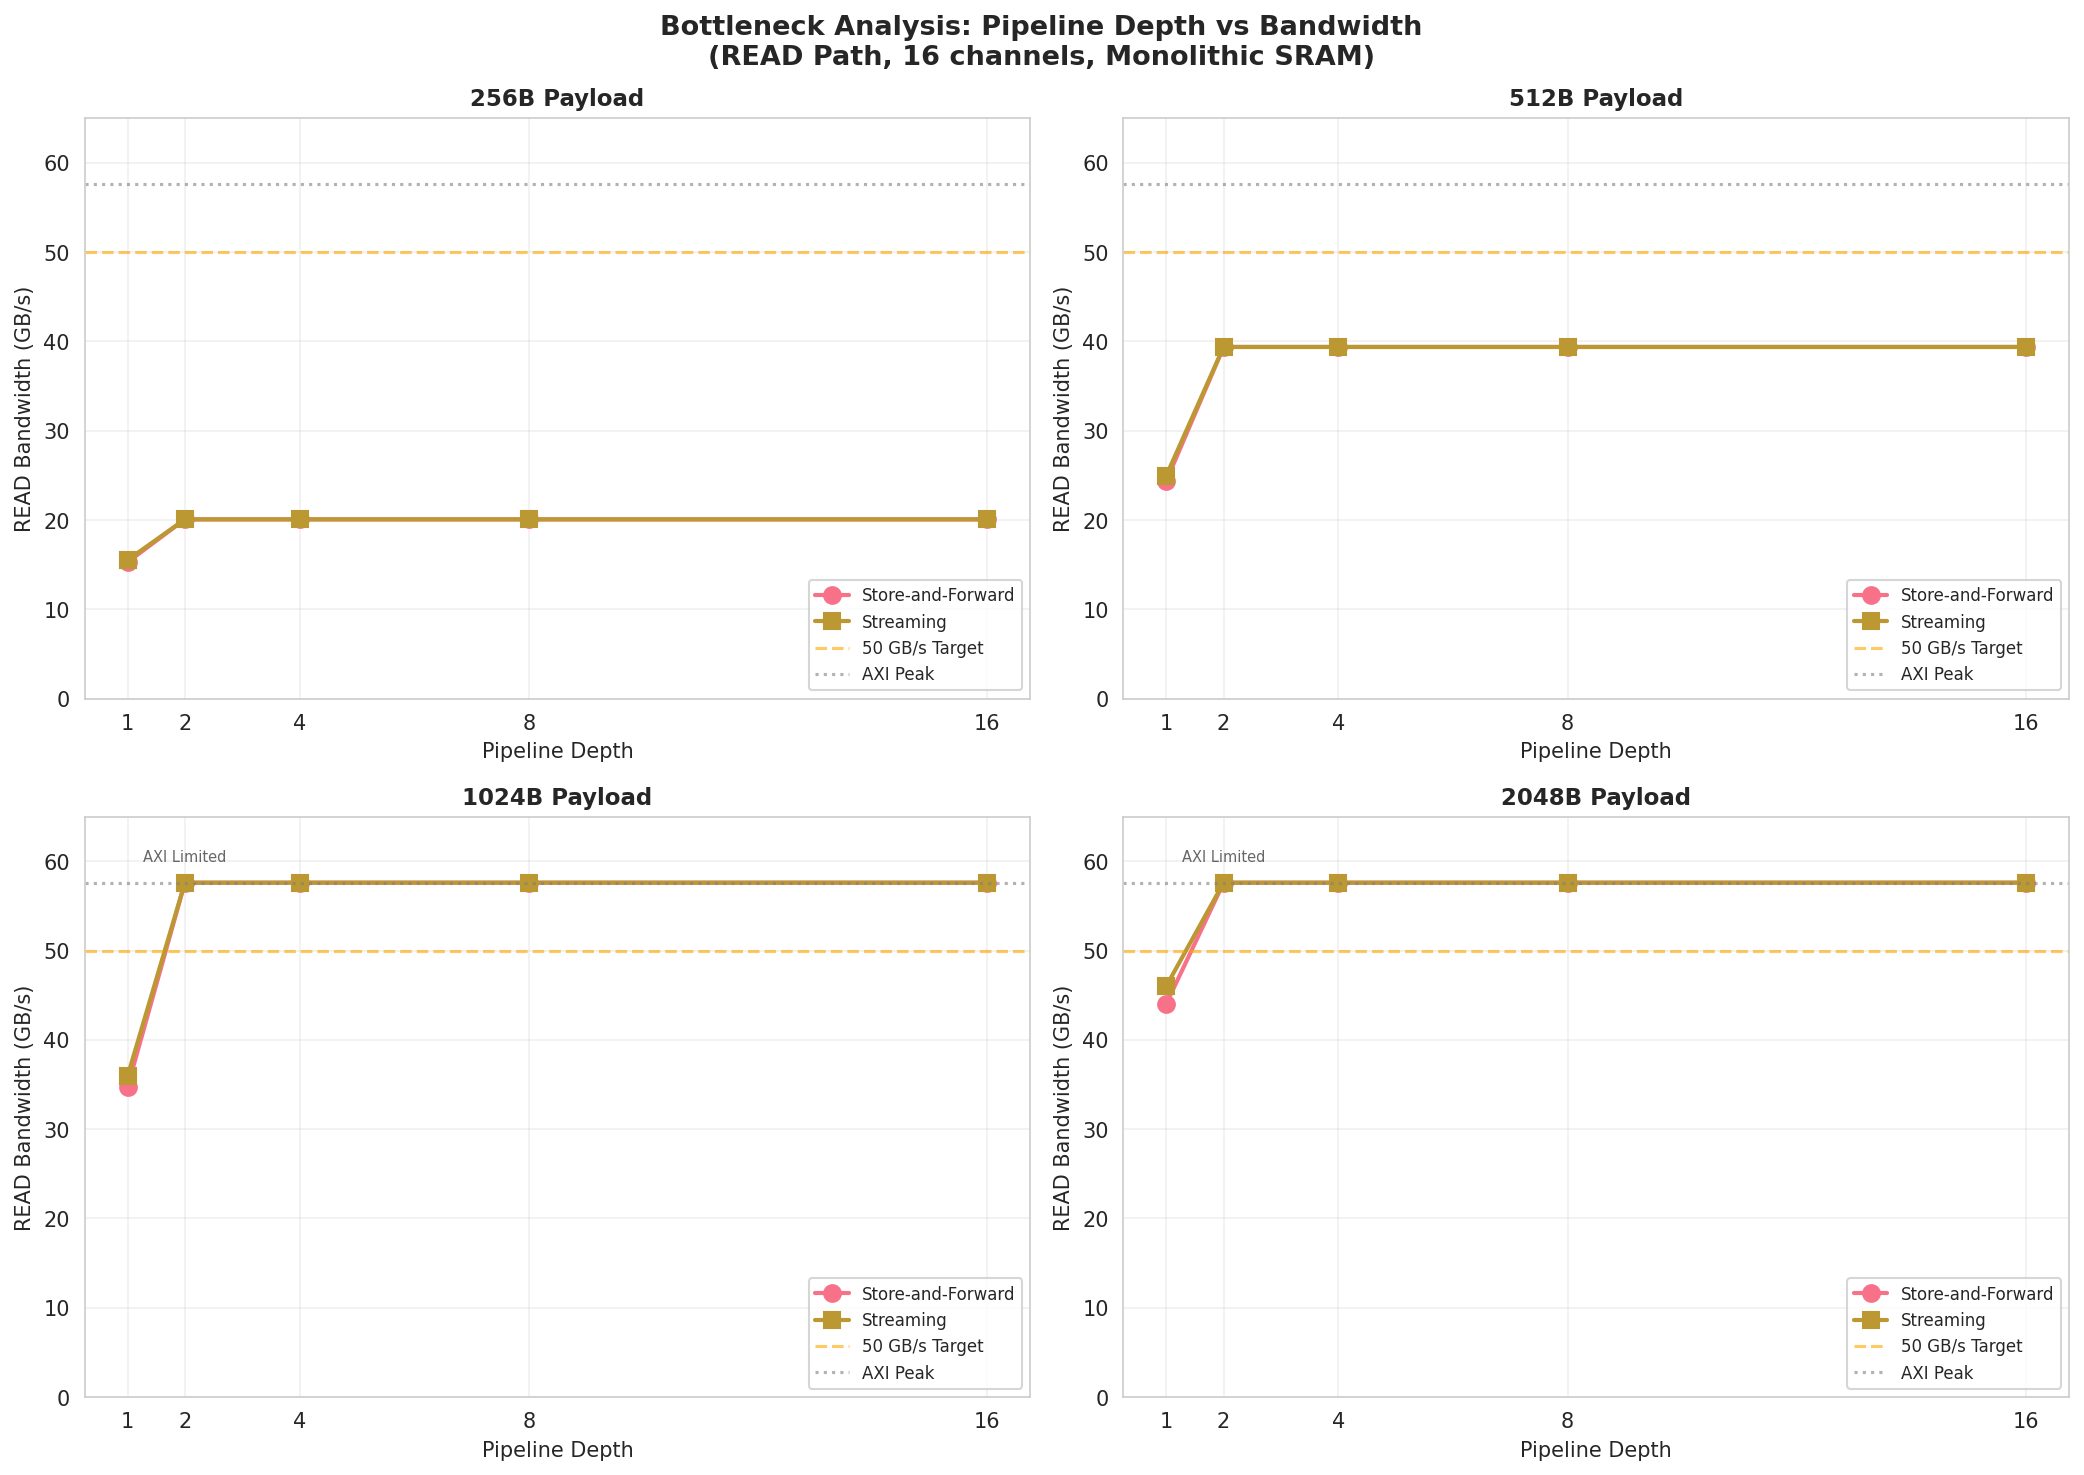 Bottleneck Analysis: Pipeline Depth vs Bandwidth
(READ Path, 16 channels, Monolithic SRAM)
256B Payload
READ Bandwidth (GB/s)
60
50
40
30
20
10
0
1 2 4 8 16
Pipeline Depth
Store-and-Forward
Streaming
50 GB/s Target
AXI Peak
512B Payload
READ Bandwidth (GB/s)
60
50
40
30
20
10
0
1 2 4 8 16
Pipeline Depth
Store-and-Forward
Streaming
50 GB/s Target
AXI Peak
1024B Payload
READ Bandwidth (GB/s)
60
50
40
30
20
10
0
1 2 4 8 16
Pipeline Depth
AXI Limited
Store-and-Forward
Streaming
50 GB/s Target
AXI Peak
2048B Payload
READ Bandwidth (GB/s)
60
50
40
30
20
10
0
1 2 4 8 16
Pipeline Depth
AXI Limited
Store-and-Forward
Streaming
50 GB/s Target
AXI Peak